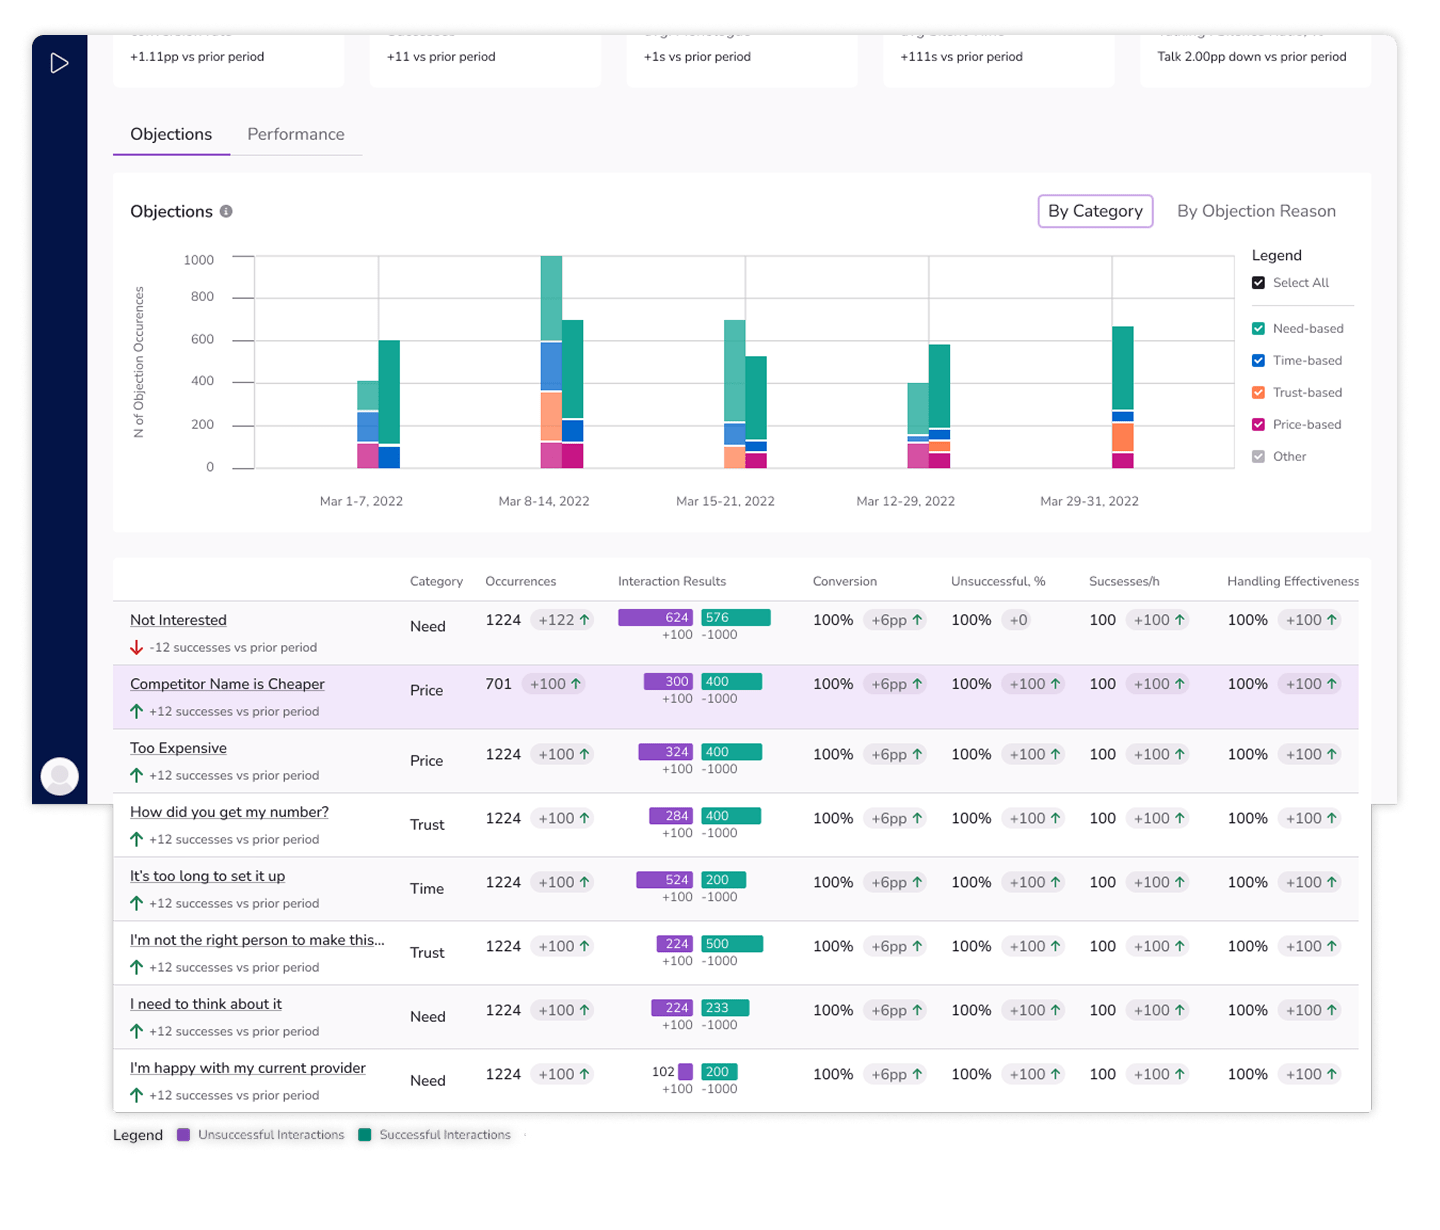 +1.11pp vs prior period
+11 vs prior period
+1s vs prior period
+111s vs prior period
Talk 2.00pp down vs prior period
Objections Performance
Objections
By Category By Objection Reason
N of Objection Occurences
1000
800
600
400
200
0
Mar 1-7, 2022 Mar 8-14, 2022 Mar 15-21, 2022 Mar 12-29, 2022 Mar 29-31, 2022
Legend
Select All
Need-based
Time-based
Trust-based
Price-based
Other
Category Occurrences Interaction Results Conversion Unsuccessful, % Sucsesses/h Handling Effectiveness
Not Interested Need 1224 +122 624 576 100% +6pp 100% +0 100 +100 100% +100
-12 successes vs prior period +100 -1000
Competitor Name is Cheaper Price 701 +100 300 400 100% +6pp 100% +100 100 +100 100% +100
+12 successes vs prior period +100 -1000
Too Expensive Price 1224 +100 324 400 100% +6pp 100% +100 100 +100 100% +100
+12 successes vs prior period +100 -1000
How did you get my number? Trust 1224 +100 284 400 100% +6pp 100% +100 100 +100 100% +100
+12 successes vs prior period +100 -1000
It's too long to set it up Time 1224 +100 524 200 100% +6pp 100% +100 100 +100 100% +100
+12 successes vs prior period +100 -1000
I'm not the right person to make this... Trust 1224 +100 224 500 100% +6pp 100% +100 100 +100 100% +100
+12 successes vs prior period +100 -1000
I need to think about it Need 1224 +100 224 233 100% +6pp 100% +100 100 +100 100% +100
+12 successes vs prior period +100 -1000
I'm happy with my current provider Need 1224 +100 102 200 100% +6pp 100% +100 100 +100 100% +100
+12 successes vs prior period +100 -1000
Legend Unsuccessful Interactions Successful Interactions